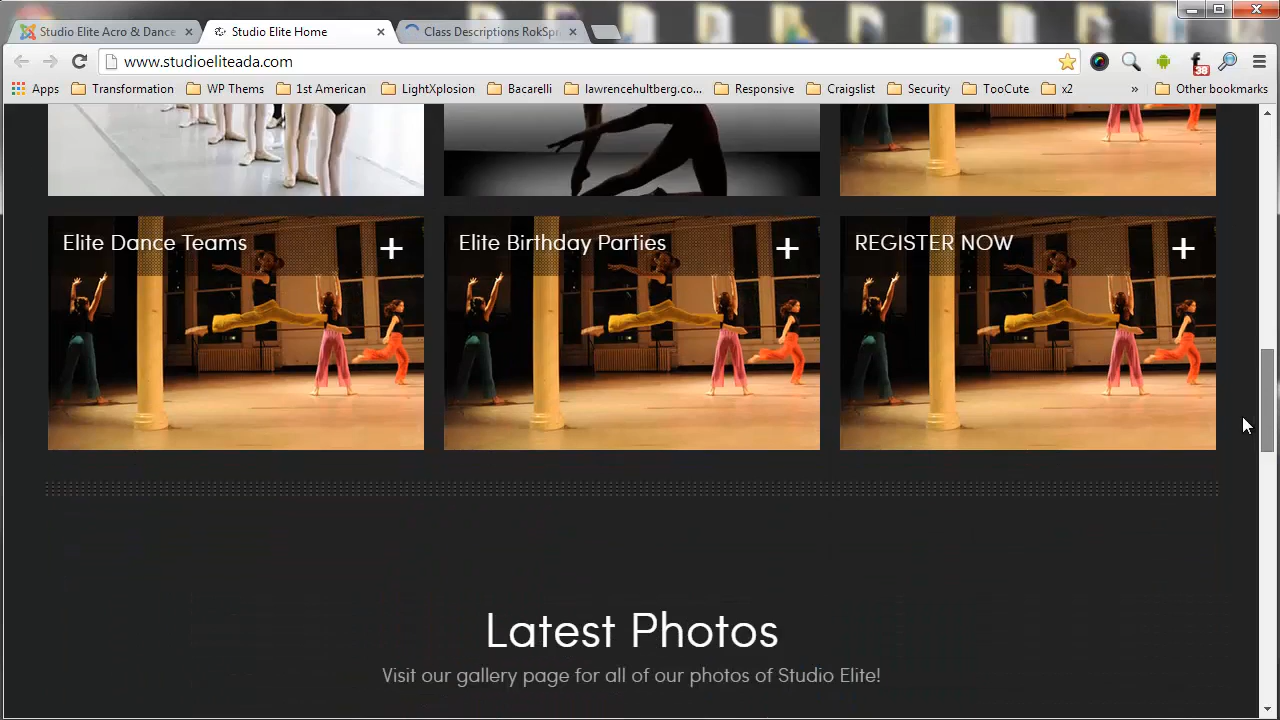 Studio Elite Acro & Dance
Studio Elite Home
Class Descriptions RokSpr
www.studioeliteada.com
38
Apps
Transformation
WP Thems
1st American
LightXplosion
Bacarelli
lawrencehultberg.co...
Responsive
Craigslist
Security
TooCute
x2
»
Other bookmarks
Elite Dance Teams +
Elite Birthday Parties +
REGISTER NOW +
Latest Photos
Visit our gallery page for all of our photos of Studio Elite!